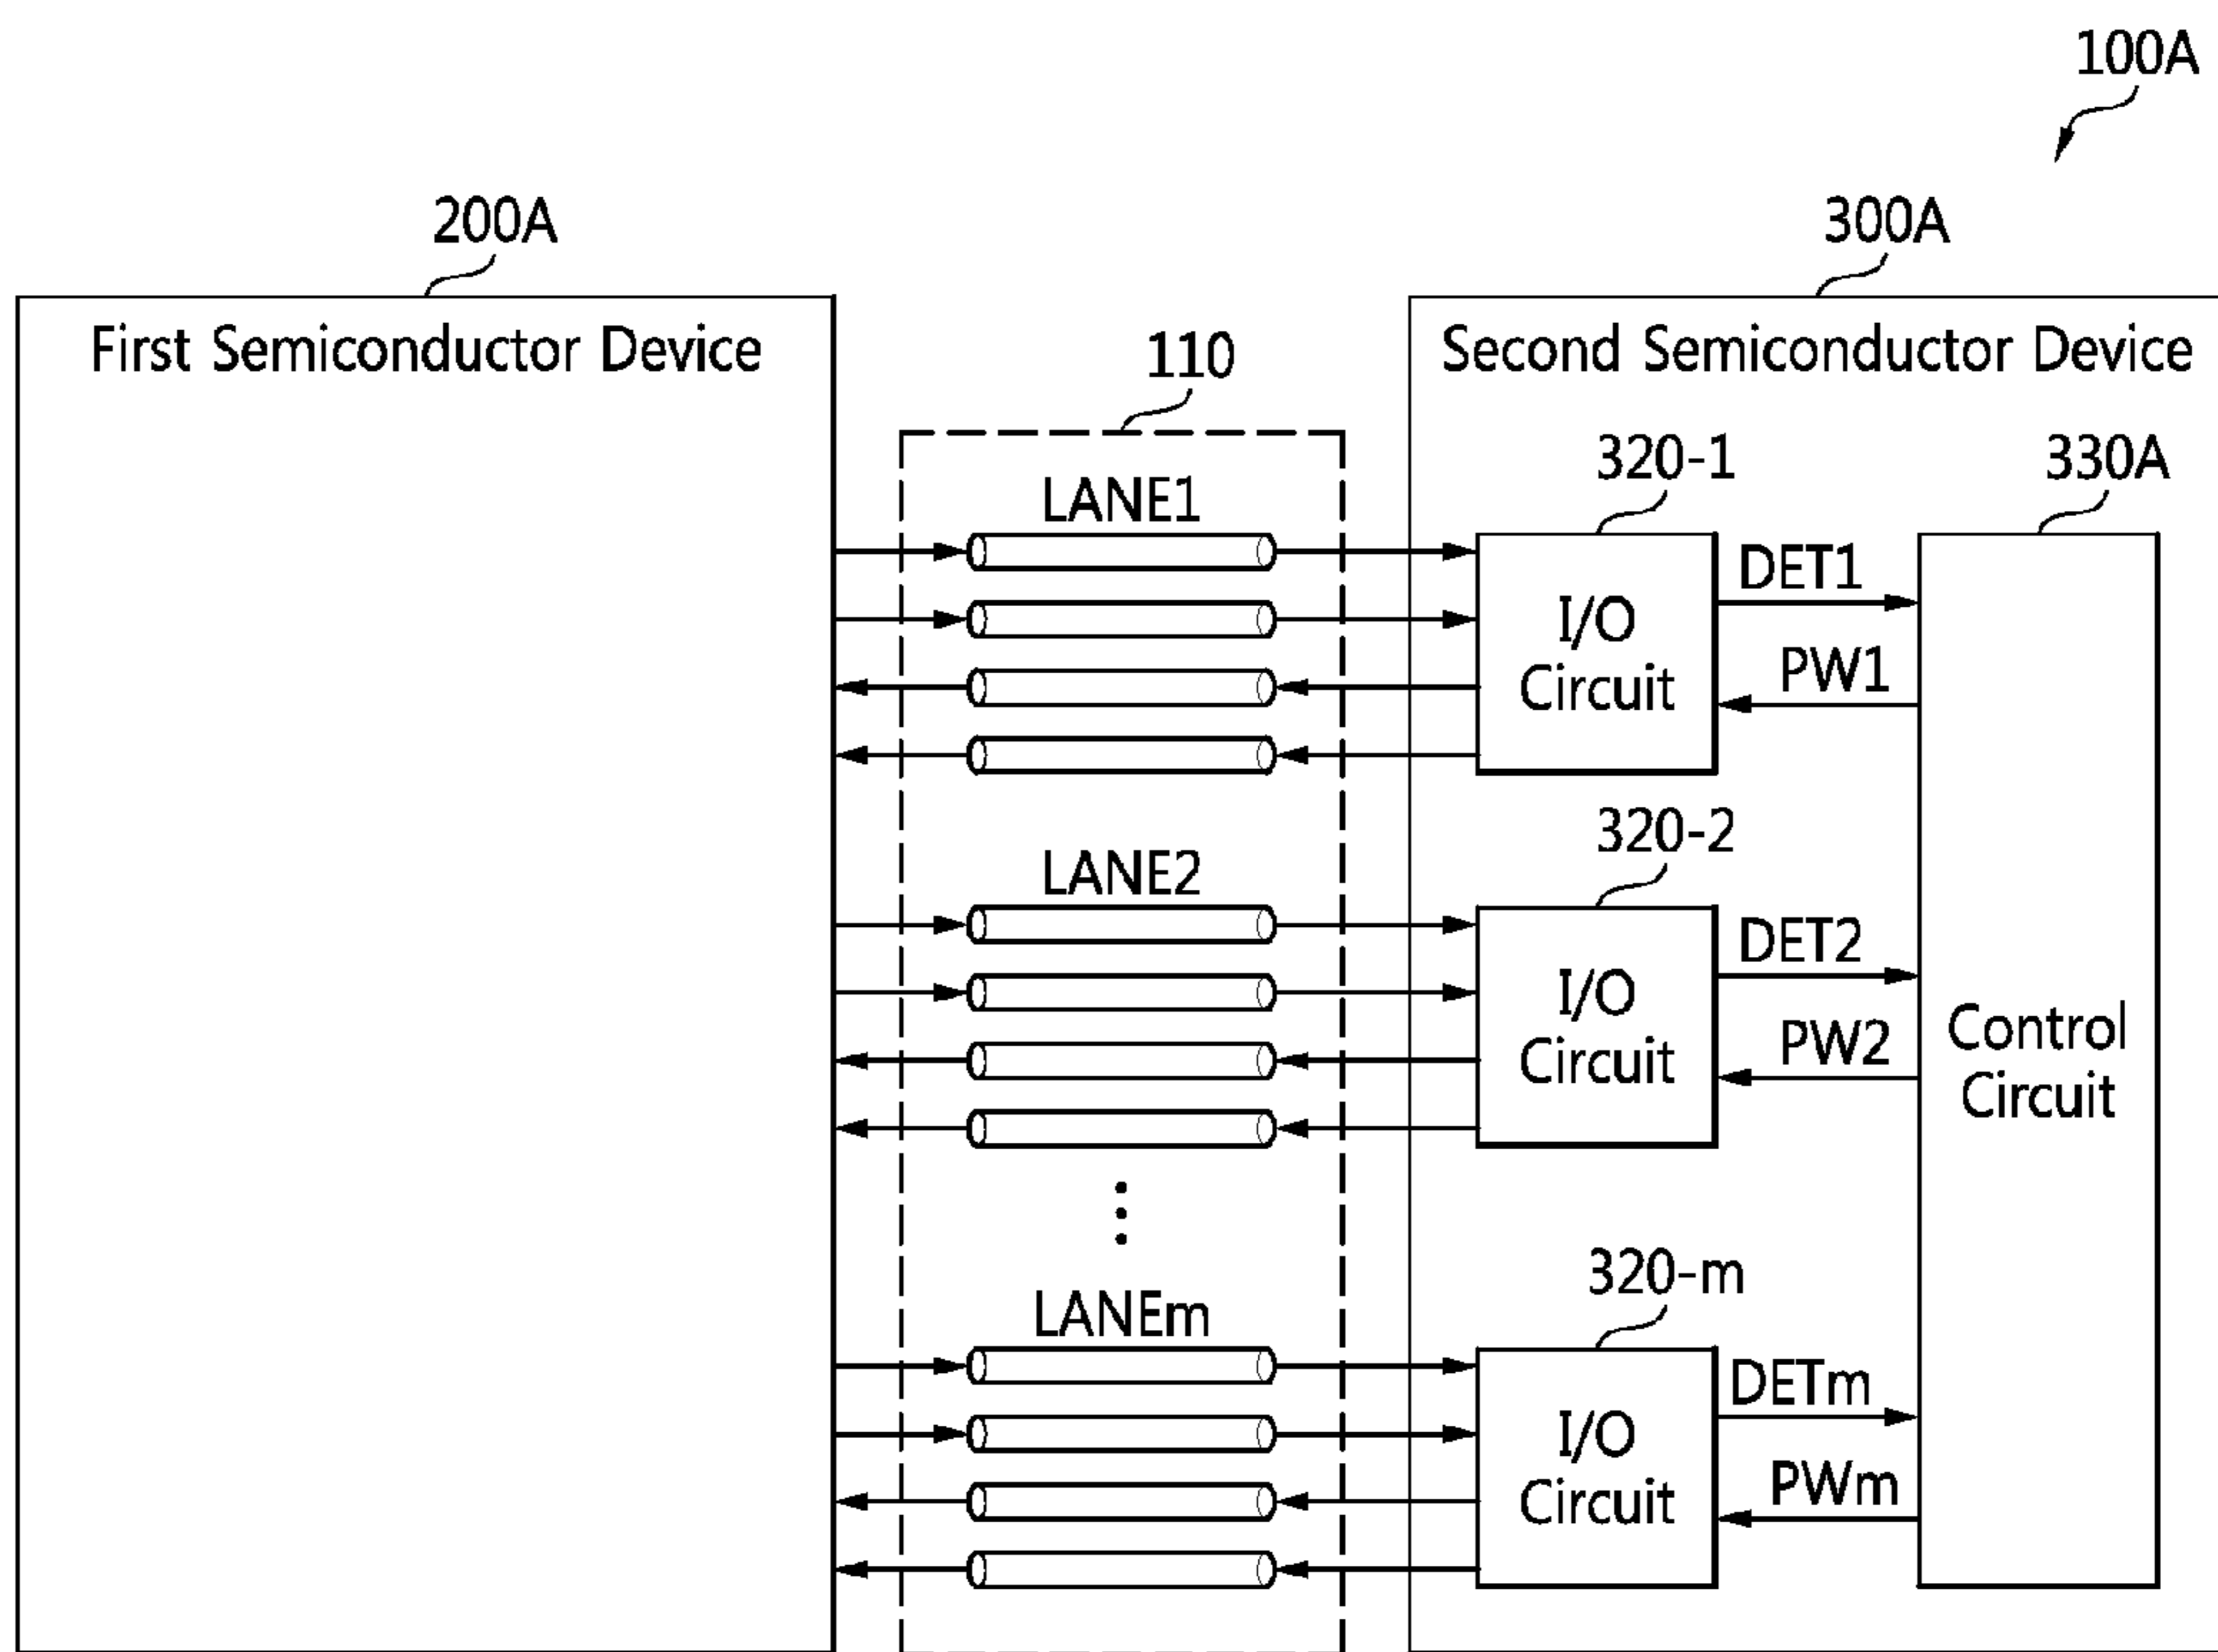 100A
200A
300A
First Semiconductor Device
Second Semiconductor Device
110
320-1
330A
LANE1
DET1
I/O
Circuit
PW1
320-2
LANE2
DET2
I/O
Circuit
PW2
Control
Circuit
320-m
LANEm
DETm
I/O
Circuit
PWm